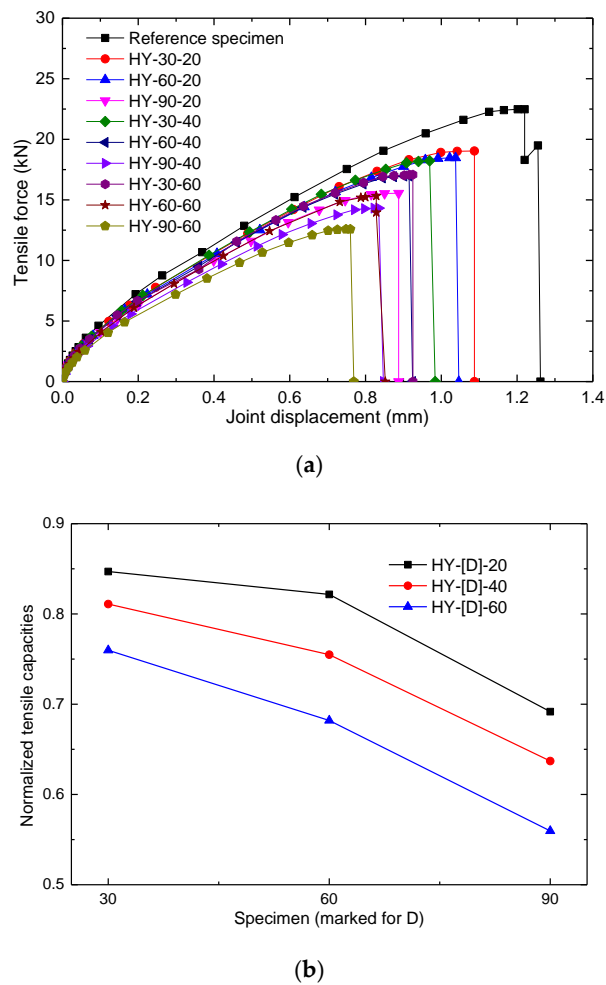 30
25
20
15
10
5
0
Tensile force (kN)
Reference specimen
HY-30-20
HY-60-20
HY-90-20
HY-30-40
HY-60-40
HY-90-40
HY-30-60
HY-60-60
HY-90-60
0.0 0.2 0.4 0.6 0.8 1.0 1.2 1.4
Joint displacement (mm)
(a)
0.9
0.8
0.7
0.6
0.5
Normalized tensile capacities
HY-[D]-20
HY-[D]-40
HY-[D]-60
30 60 90
Specimen (marked for D)
(b)